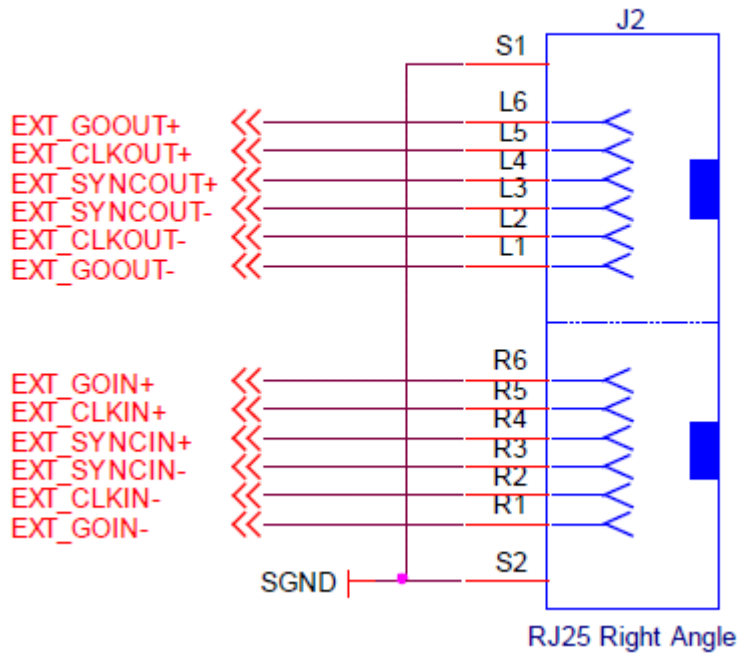 J2
S1
EXT_GOOUT+ L6
EXT_CLKOUT+ L5
EXT_SYNCOUT+ L4
EXT_SYNCOUT- L3
EXT_CLKOUT- L2
EXT_GOOUT- L1
EXT_GOIN+ R6
EXT_CLKIN+ R5
EXT_SYNCIN+ R4
EXT_SYNCIN- R3
EXT_CLKIN- R2
EXT_GOIN- R1
SGND S2
RJ25 Right Angle